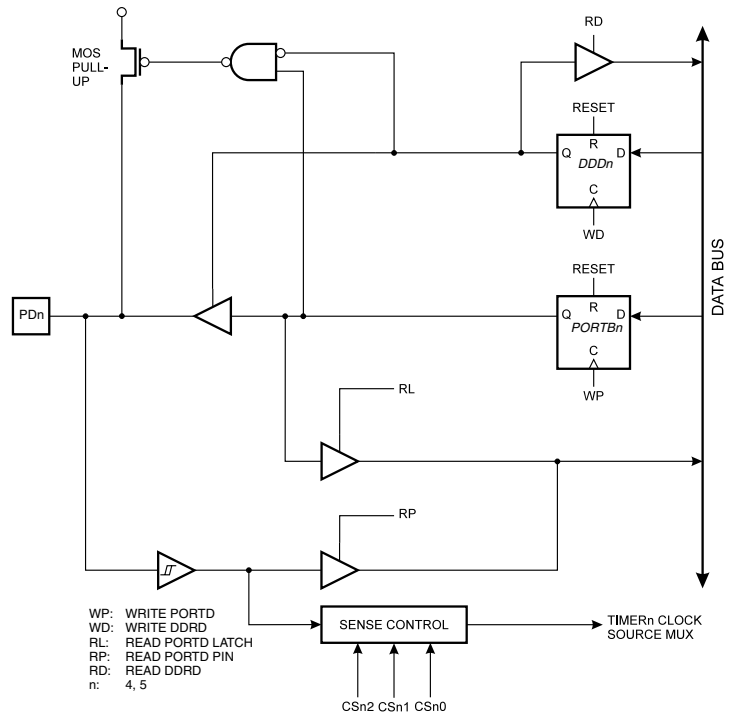 MOS
PULL-
UP
RD
RESET
R
Q
D
DDDn
C
WD
RESET
R
Q
D
PORTBn
C
WP
DATA BUS
PDn
RL
RP
SENSE CONTROL
TIMERn CLOCK
SOURCE MUX
CSn2 CSn1 CSn0
WP: WRITE PORTD
WD: WRITE DDRD
RL: READ PORTD LATCH
RP: READ PORTD PIN
RD: READ DDRD
n: 4, 5